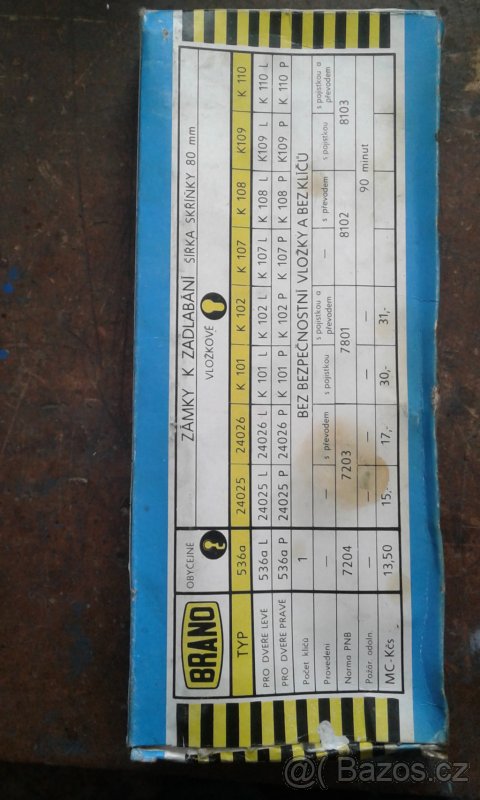 ZÁMKY K ZADLABÁNÍ ŠÍRKA SKŘÍŇKY 80 mm
BRANO
OBYČEJNÉ VLOŽKOVÉ
TYP 536a 24025 24026 K 101 K 102 K 107 K 108 K109 K 110
PRO DVEŘE LEVÉ 536a L 24025 L 24026 L K 101 L K 102 L K 107 L K 108 L K109 L K 110 L
PRO DVEŘE PRAVÉ 536a P 24025 P 24026 P K 101 P K 102 P K 107 P K 108 P K109 P K 110 P
Počet klíčů 1 BEZ BEZPEČNOSTNÍ VLOŽKY A BEZ KLÍČŮ
Provedení — — s převodem s pojistkou s pojistkou a převodem — s převodem s pojistkou s pojistkou a převodem
Norma PNB 7204 7203 7801 8102 8103
Požár. odoln. — — — — — 90 minut
MC-Kčs 13,50 15,- 17,- 30,- 31,-
Bazos.cz